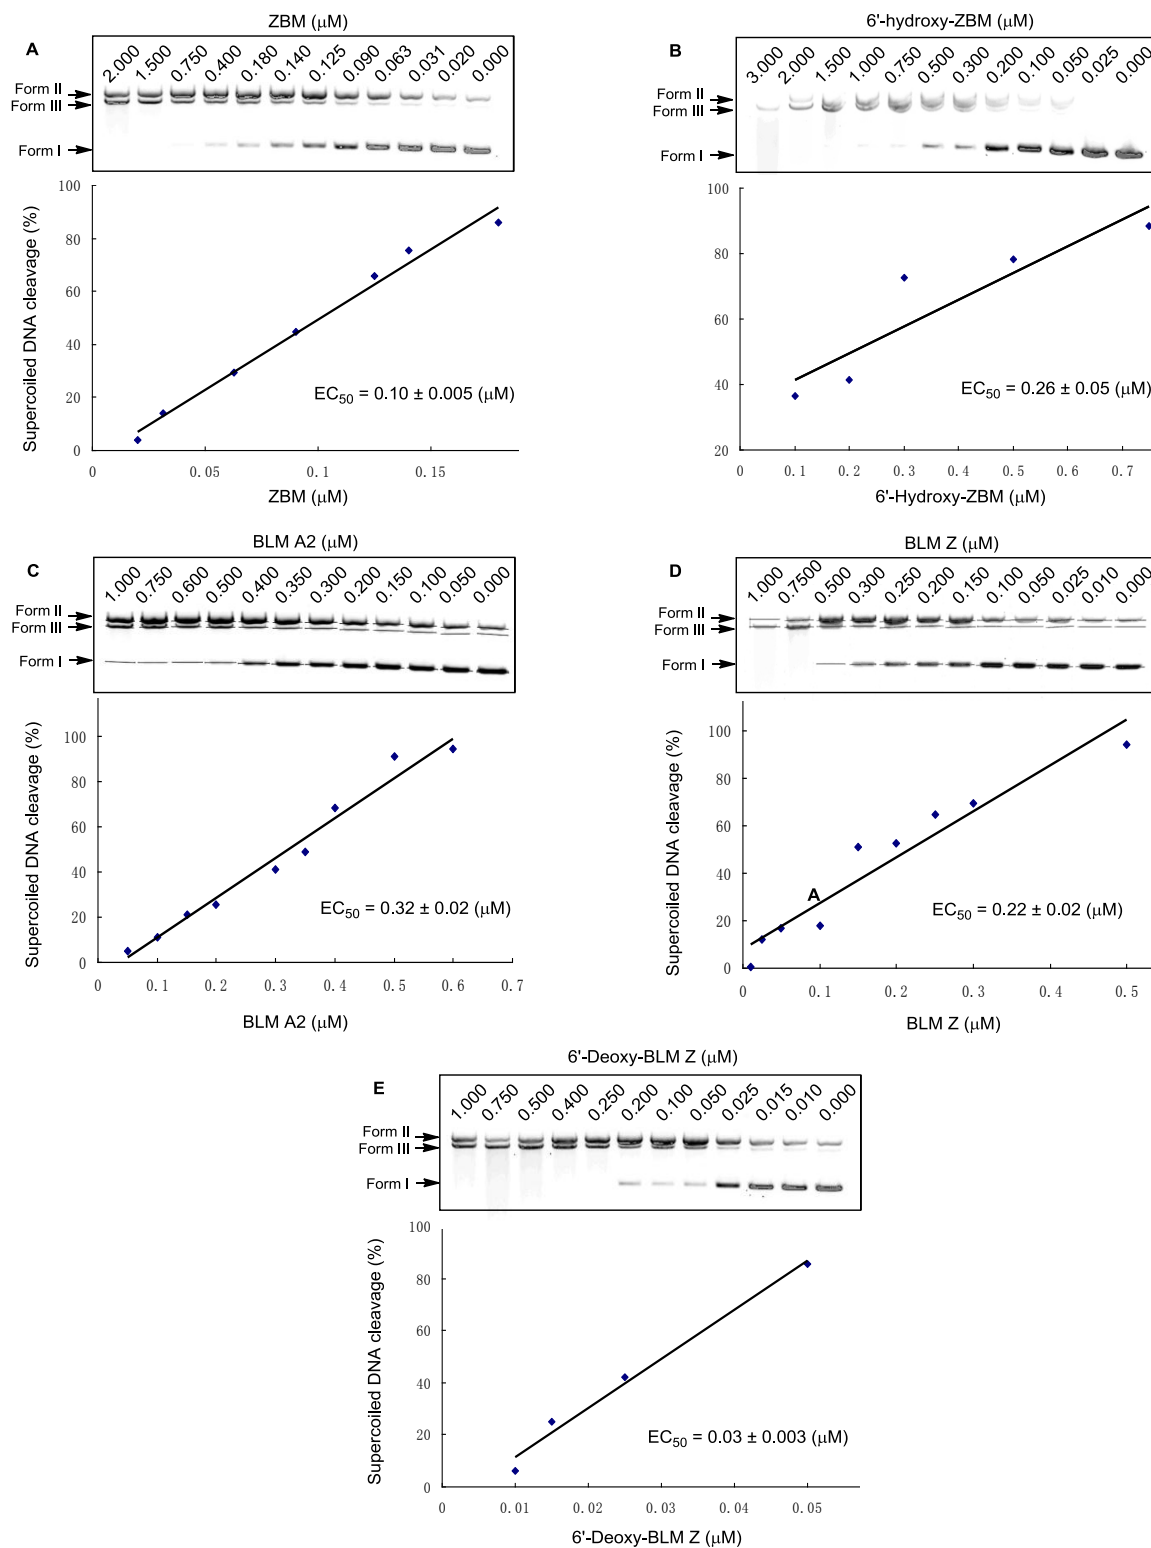 ZBM (μM)
A
2.000 1.500 0.750 0.400 0.180 0.140 0.125 0.090 0.063 0.031 0.020 0.000
Form II
Form III
Form I
100
80
60
40
20
0
Supercoiled DNA cleavage (%)
EC50 = 0.10 ± 0.005 (μM)
0 0.05 0.1 0.15
ZBM (μM)
6'-hydroxy-ZBM (μM)
B
3.000 2.000 1.500 1.000 0.750 0.500 0.300 0.200 0.100 0.050 0.025 0.000
Form II
Form III
Form I
100
80
60
40
20
Supercoiled DNA cleavage (%)
EC50 = 0.26 ± 0.05 (μM)
0 0.1 0.2 0.3 0.4 0.5 0.6 0.7
6'-Hydroxy-ZBM (μM)
BLM A2 (μM)
C
1.000 0.750 0.600 0.500 0.400 0.350 0.300 0.200 0.150 0.100 0.050 0.000
Form II
Form III
Form I
100
80
60
40
20
0
Supercoiled DNA cleavage (%)
EC50 = 0.32 ± 0.02 (μM)
0 0.1 0.2 0.3 0.4 0.5 0.6 0.7
BLM A2 (μM)
BLM Z (μM)
D
1.000 0.7500 0.500 0.300 0.250 0.200 0.150 0.100 0.050 0.025 0.010 0.000
Form II
Form III
Form I
100
80
60
40
20
0
Supercoiled DNA cleavage (%)
A
EC50 = 0.22 ± 0.02 (μM)
0 0.1 0.2 0.3 0.4 0.5
BLM Z (μM)
6'-Deoxy-BLM Z (μM)
E
1.000 0.750 0.500 0.400 0.250 0.200 0.100 0.050 0.025 0.015 0.010 0.000
Form II
Form III
Form I
100
80
60
40
20
0
Supercoiled DNA cleavage (%)
EC50 = 0.03 ± 0.003 (μM)
0 0.01 0.02 0.03 0.04 0.05
6'-Deoxy-BLM Z (μM)